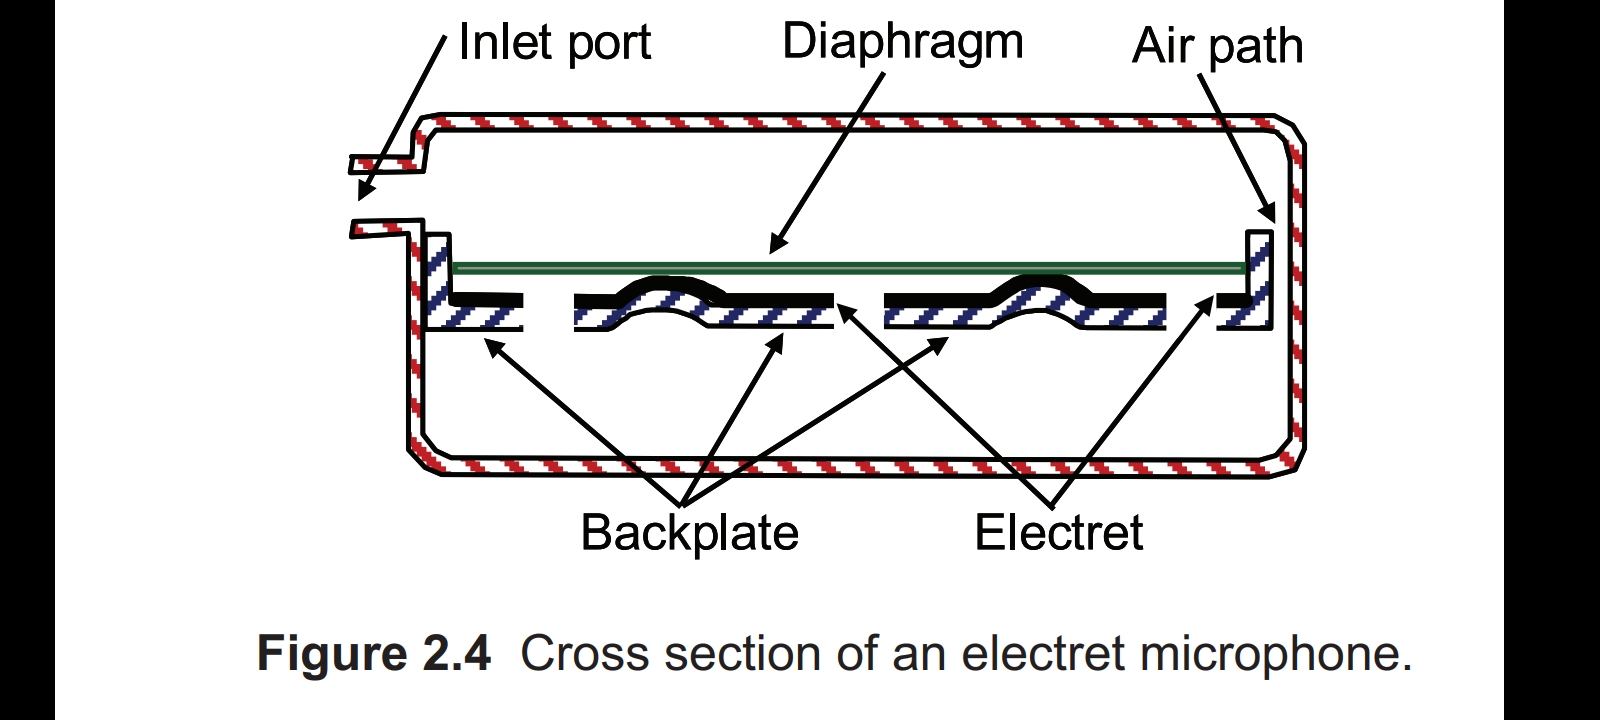 Inlet port
Diaphragm
Air path
Backplate
Electret
Figure 2.4 Cross section of an electret microphone.